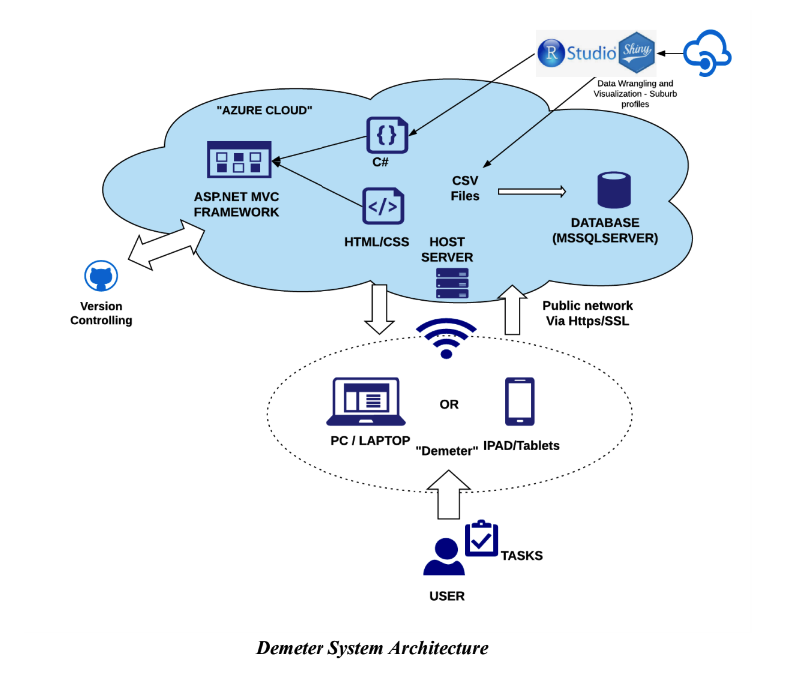 R Studio Shiny
Data Wrangling and
Visualization - Suburb
profiles
"AZURE CLOUD"
{}
C#
ASP.NET MVC
FRAMEWORK
</>
HTML/CSS
CSV
Files
DATABASE
(MSSQLSERVER)
HOST
SERVER
Version
Controlling
Public network
Via Https/SSL
OR
PC / LAPTOP
"Demeter"
IPAD/Tablets
TASKS
USER
Demeter System Architecture